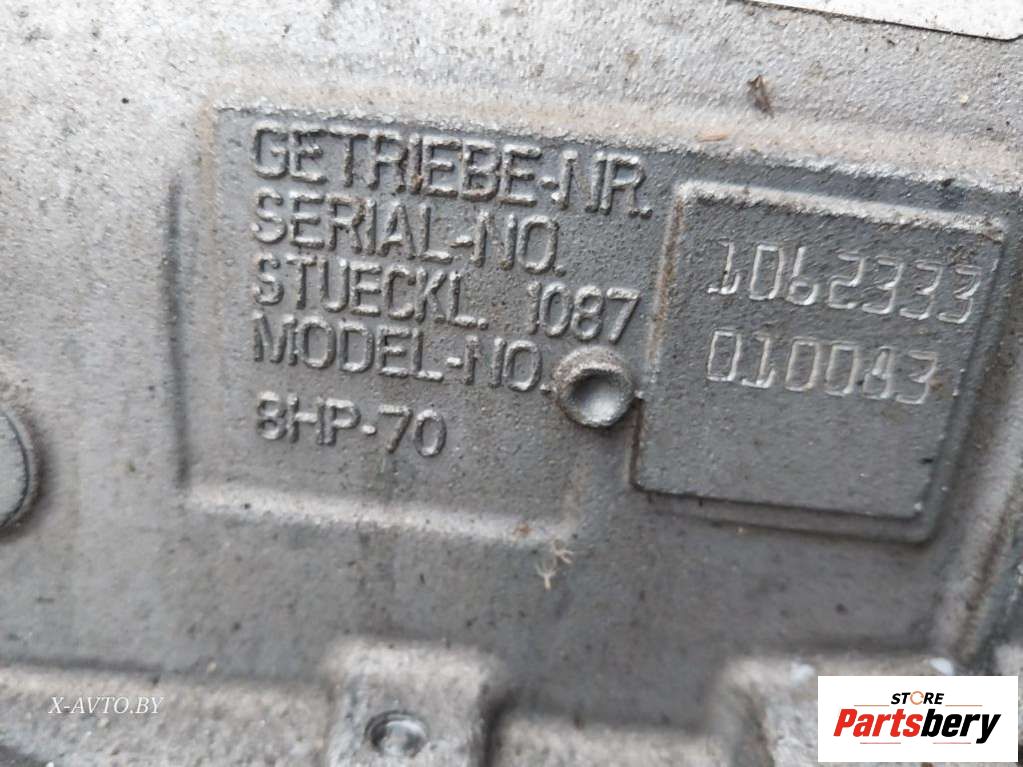 GETRIEBE-NR.
SERIAL-NO.
STUECKL. 1087
MODEL-NO.
8HP-70
1062333
010083
X-AVTO.BY
STORE
Partsbery